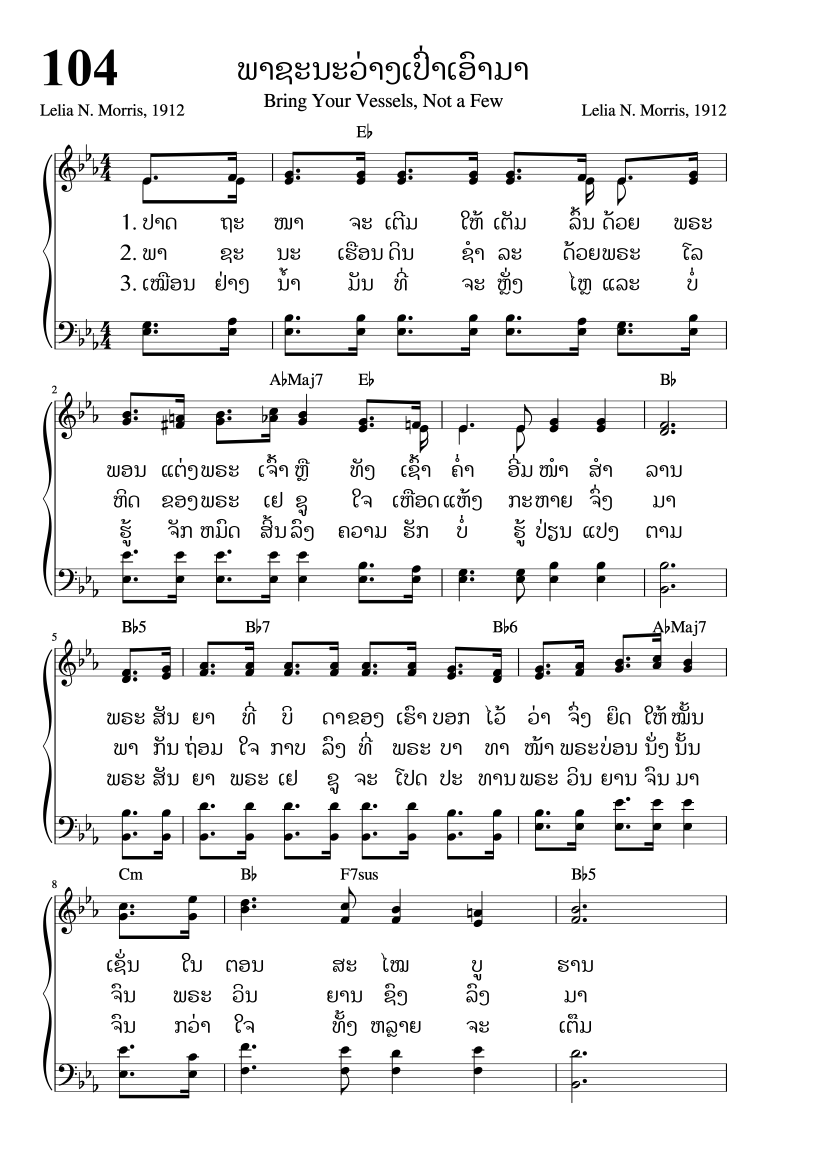 104
ພາຊະນະວ່າງເປົ່າເອົາມາ
Bring Your Vessels, Not a Few
Lelia N. Morris, 1912 Lelia N. Morris, 1912
E♭
1. ປາດ ຖະ ໜາ ຈະ ເຕີມ ໃຫ້ ເຕັມ ລົ້ນ ດ້ວຍ ພຣະ
2. ພາ ຊະ ນະ ເຮືອນ ດິນ ຊຳ ລະ ດ້ວຍພຣະ ໂລ
3. ເໝືອນ ຢ່າງ ນ້ຳ ມັນ ທີ່ ຈະ ຫຼັ່ງ ໄຫຼ ແລະ ບໍ່
2 A♭Maj7 E♭ B♭
ພອນ ແຕ່ງພຣະ ເຈົ້າ ຫຼື ທັງ ເຊົ້າ ຄ່ຳ ອີ່ມ ໜຳ ສຳ ລານ
ຫິດ ຂອງພຣະ ເຢ ຊູ ໃຈ ເຫືອດແຫ້ງ ກະຫາຍ ຈຶ່ງ ມາ
ຮູ້ ຈັກ ຫມົດ ສິ້ນລົງ ຄວາມ ຮັກ ບໍ່ ຮູ້ ປ່ຽນ ແປງ ຕາມ
5 B♭5 B♭7 B♭6 A♭Maj7
ພຣະ ສັນ ຍາ ທີ່ ບິ ດາຂອງ ເຮົາ ບອກ ໄວ້ ວ່າ ຈຶ່ງ ຍຶດ ໃຫ້ ໝັ້ນ
ພາ ກັນ ຖ່ອມ ໃຈ ກາບ ລົງ ທີ່ ພຣະ ບາ ທາ ໜ້າ ພຣະບ່ອນ ນັ່ງ ນັ້ນ
ພຣະ ສັນ ຍາ ພຣະ ເຢ ຊູ ຈະ ໂປດ ປະ ທານພຣະ ວິນ ຍານ ຈົນ ມາ
8 Cm B♭ F7sus B♭5
ເຊັ່ນ ໃນ ຕອນ ສະ ໄໝ ບູ ຮານ
ຈົນ ພຣະ ວິນ ຍານ ຊົງ ລົງ ມາ
ຈົນ ກວ່າ ໃຈ ທັ້ງ ຫລາຍ ຈະ ເຕັມ